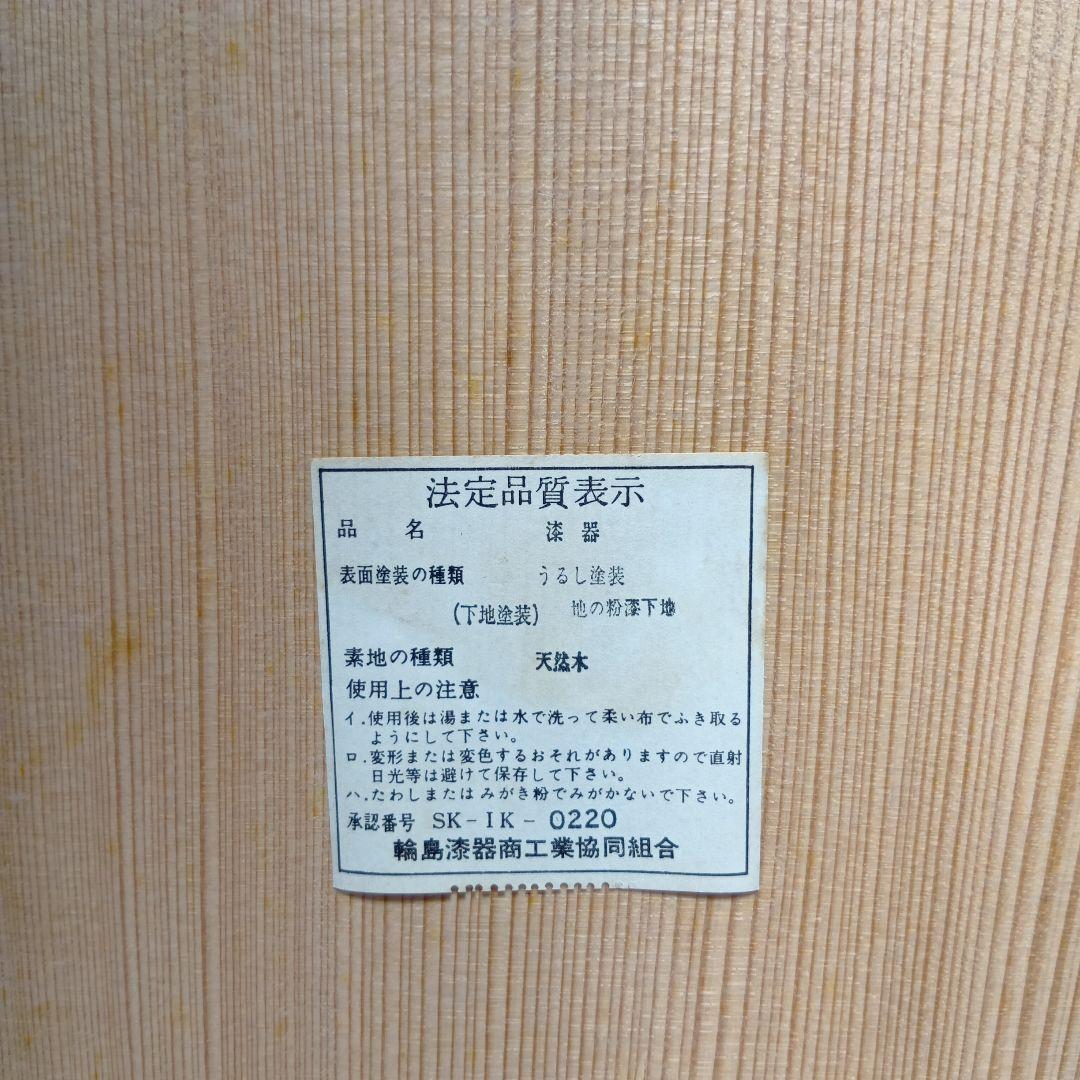 法定品質表示
品 名 漆器
表面塗装の種類 うるし塗装
(下地塗装) 地の粉漆下地
素地の種類 天然木
使用上の注意
イ.使用後は湯または水で洗って柔い布でふき取る
ようにして下さい。
ロ.変形または変色するおそれがありますので直射
日光等は避けて保存して下さい。
ハ.たわしまたはみがき粉でみがかないで下さい。
承認番号 SK-IK-0220
輪島漆器商工業協同組合